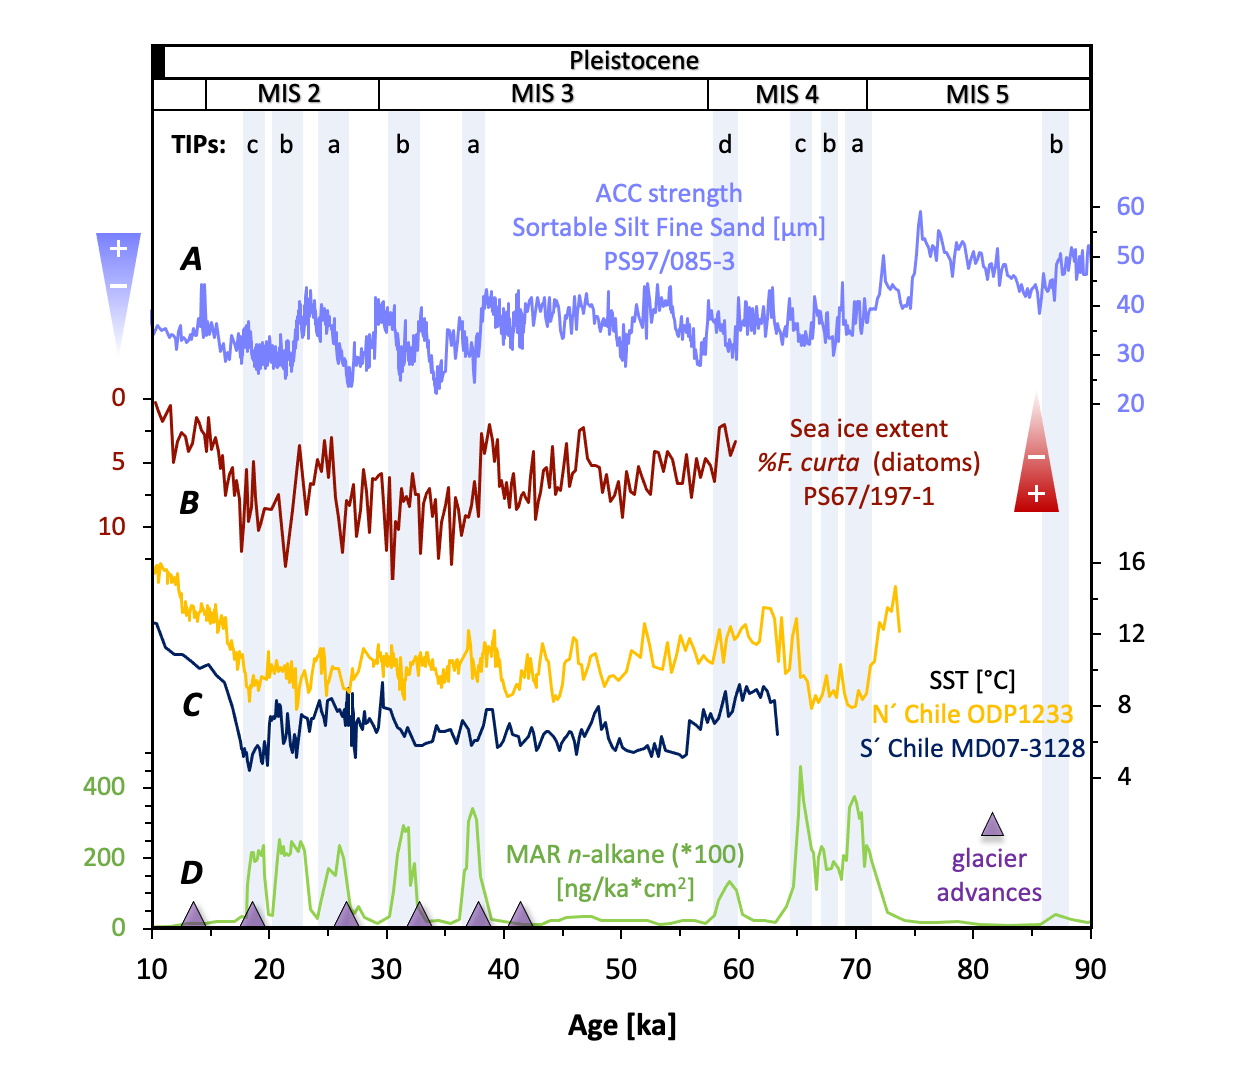 Pleistocene
MIS 2 MIS 3 MIS 4 MIS 5
TIPs: c b a b a d c b a b
ACC strength
Sortable Silt Fine Sand [µm]
PS97/085-3
A
+
−
60
50
40
30
20
0
5
10
B
Sea ice extent
%F. curta (diatoms)
PS67/197-1
−
+
16
12
8
4
C
SST [°C]
N´ Chile ODP1233
S´ Chile MD07-3128
400
200
0
D
MAR n-alkane (*100)
[ng/ka*cm²]
glacier
advances
10 20 30 40 50 60 70 80 90
Age [ka]